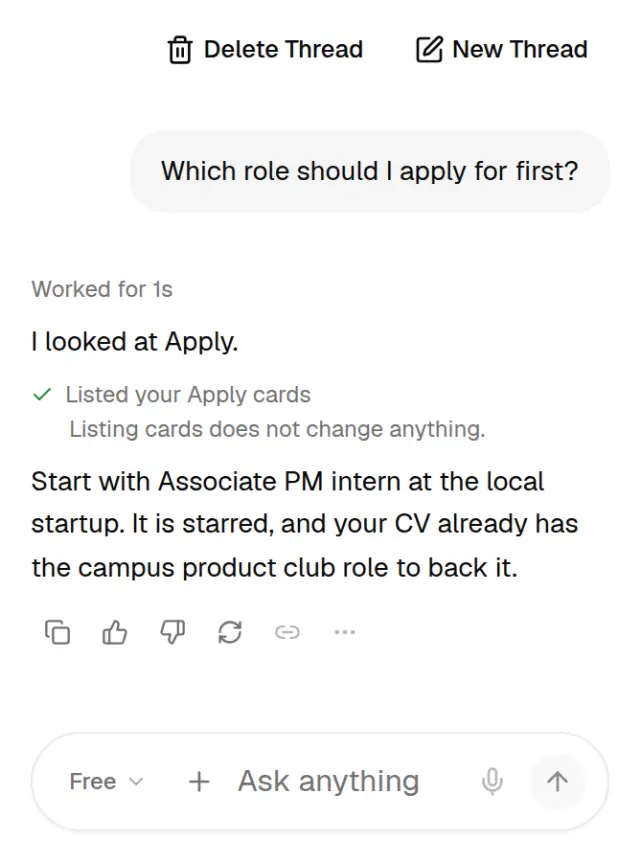 Delete Thread New Thread
Which role should I apply for first?
Worked for 1s
I looked at Apply.
Listed your Apply cards
Listing cards does not change anything.
Start with Associate PM intern at the local
startup. It is starred, and your CV already has
the campus product club role to back it.
Free Ask anything